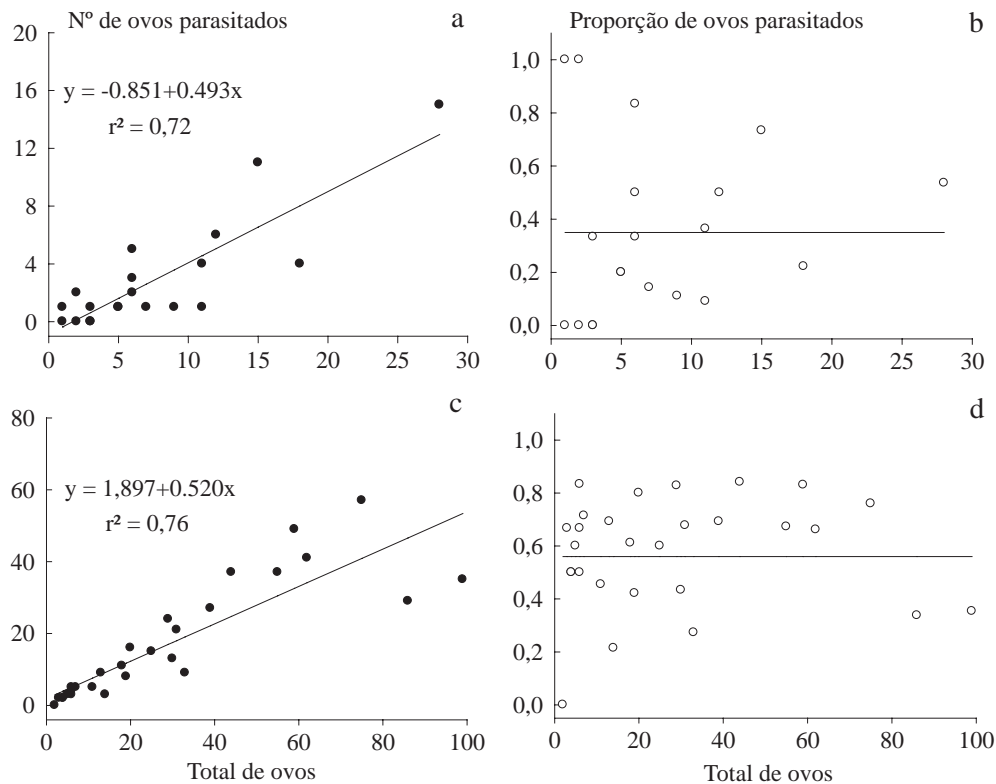 Nº de ovos parasitados
a
20
16
12
8
4
0
y = -0.851+0.493x
r² = 0,72
0 5 10 15 20 25 30
Proporção de ovos parasitados
b
1,0
0,8
0,6
0,4
0,2
0,0
0 5 10 15 20 25 30
c
80
60
40
20
0
y = 1,897+0.520x
r² = 0,76
0 20 40 60 80 100
Total de ovos
d
1,0
0,8
0,6
0,4
0,2
0,0
0 20 40 60 80 100
Total de ovos